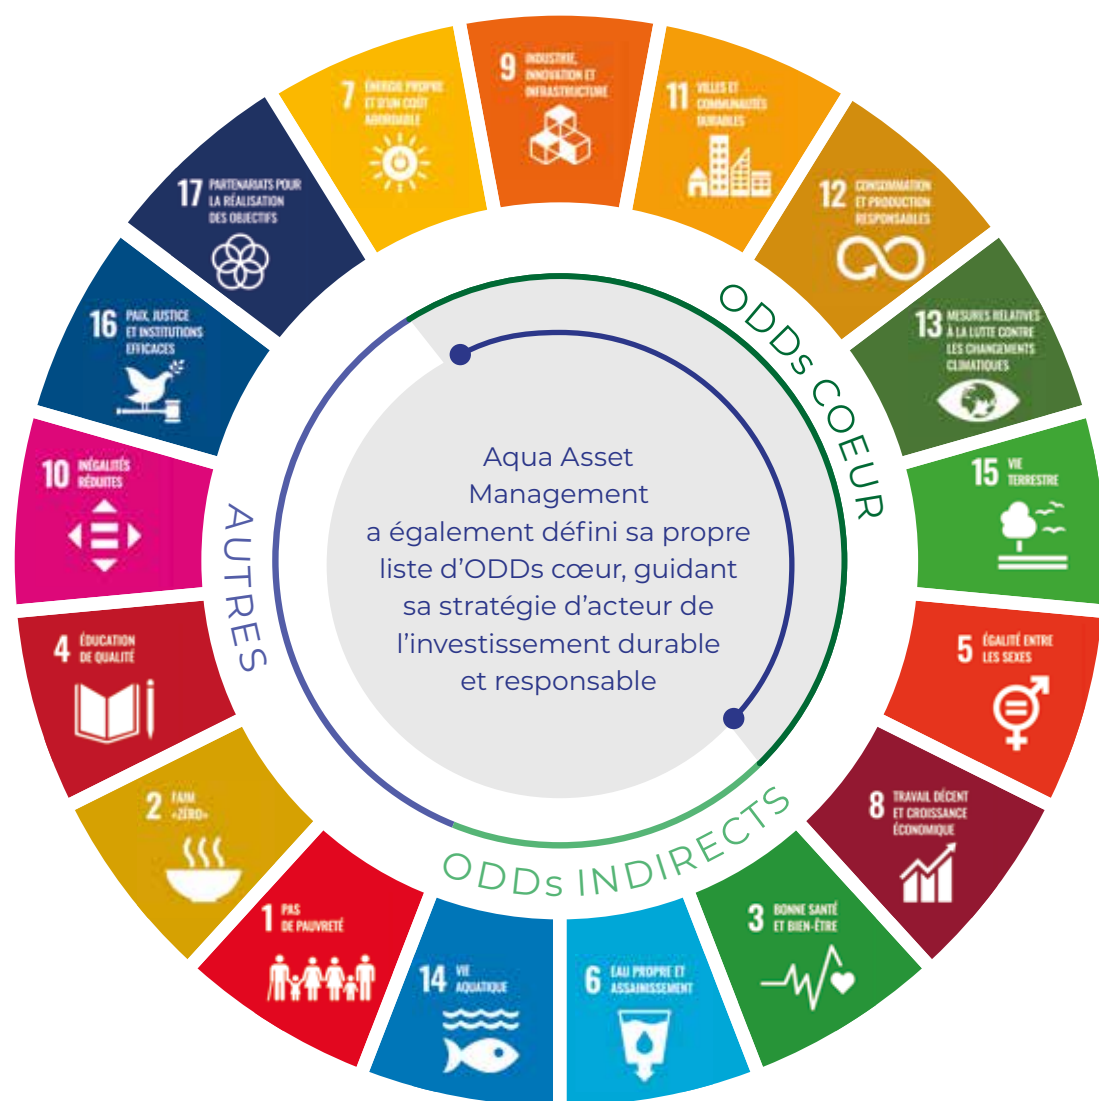 9 INDUSTRIE,
INNOVATION ET
INFRASTRUCTURE
11 VILLES ET
COMMUNAUTÉS
DURABLES
12 CONSOMMATION
ET PRODUCTION
RESPONSABLES
13 MESURES RELATIVES
À LA LUTTE CONTRE
LES CHANGEMENTS
CLIMATIQUES
15 VIE
TERRESTRE
5 ÉGALITÉ ENTRE
LES SEXES
8 TRAVAIL DÉCENT
ET CROISSANCE
ÉCONOMIQUE
3 BONNE SANTÉ
ET BIEN-ÊTRE
6 EAU PROPRE ET
ASSAINISSEMENT
14 VIE
AQUATIQUE
1 PAS
DE PAUVRETÉ
2 FAIM
«ZÉRO»
4 ÉDUCATION
DE QUALITÉ
10 INÉGALITÉS
RÉDUITES
16 PAIX, JUSTICE
ET INSTITUTIONS
EFFICACES
17 PARTENARIATS POUR
LA RÉALISATION
DES OBJECTIFS
7 ÉNERGIE PROPRE
ET D'UN COÛT
ABORDABLE
ODDs COEUR
ODDs INDIRECTS
AUTRES
Aqua Asset
Management
a également défini sa propre
liste d’ODDs cœur, guidant
sa stratégie d’acteur de
l’investissement durable
et responsable